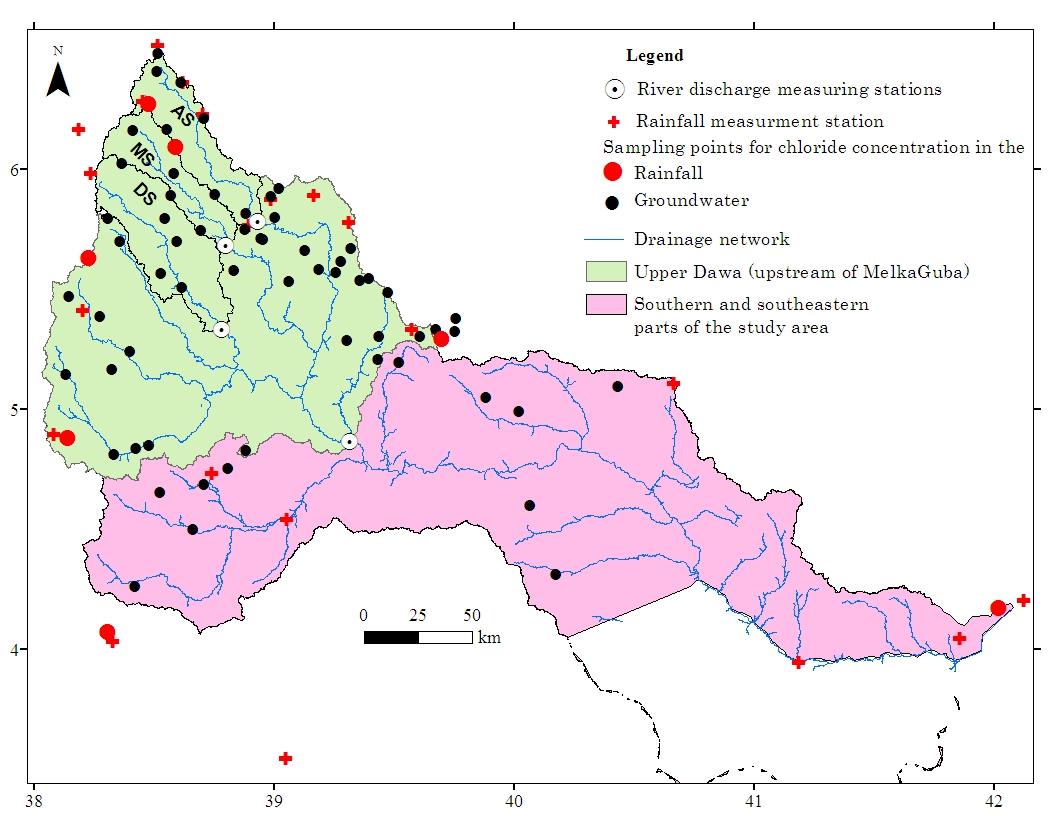 N
Legend
River discharge measuring stations
Rainfall measurment station
Sampling points for chloride concentration in the
Rainfall
Groundwater
Drainage network
Upper Dawa (upstream of MelkaGuba)
Southern and southeastern
parts of the study area
AS
MS
DS
6
5
4
0 25 50
km
38 39 40 41 42